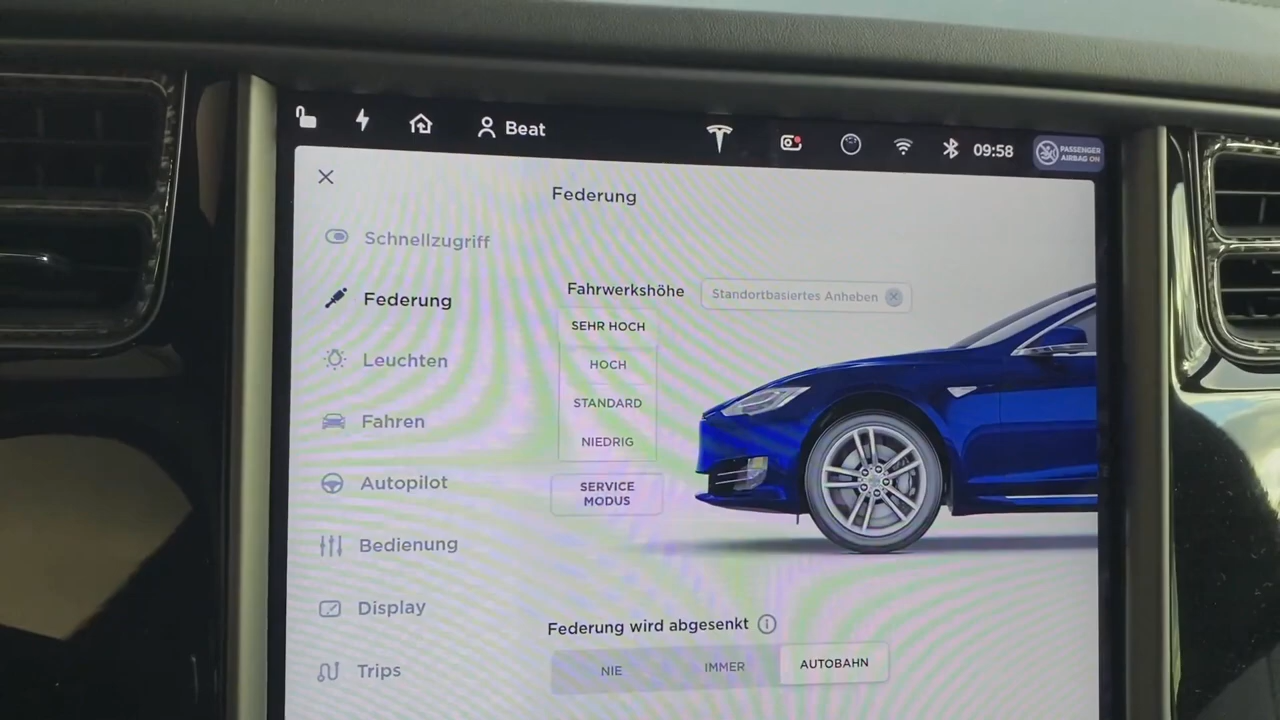 Beat
09:58
PASSENGER
AIRBAG ON
Federung
Schnellzugriff
Federung
Leuchten
Fahren
Autopilot
Bedienung
Display
Trips
Fahrwerkshöhe
Standortbasiertes Anheben
SEHR HOCH
HOCH
STANDARD
NIEDRIG
SERVICE
MODUS
Federung wird abgesenkt
NIE
IMMER
AUTOBAHN